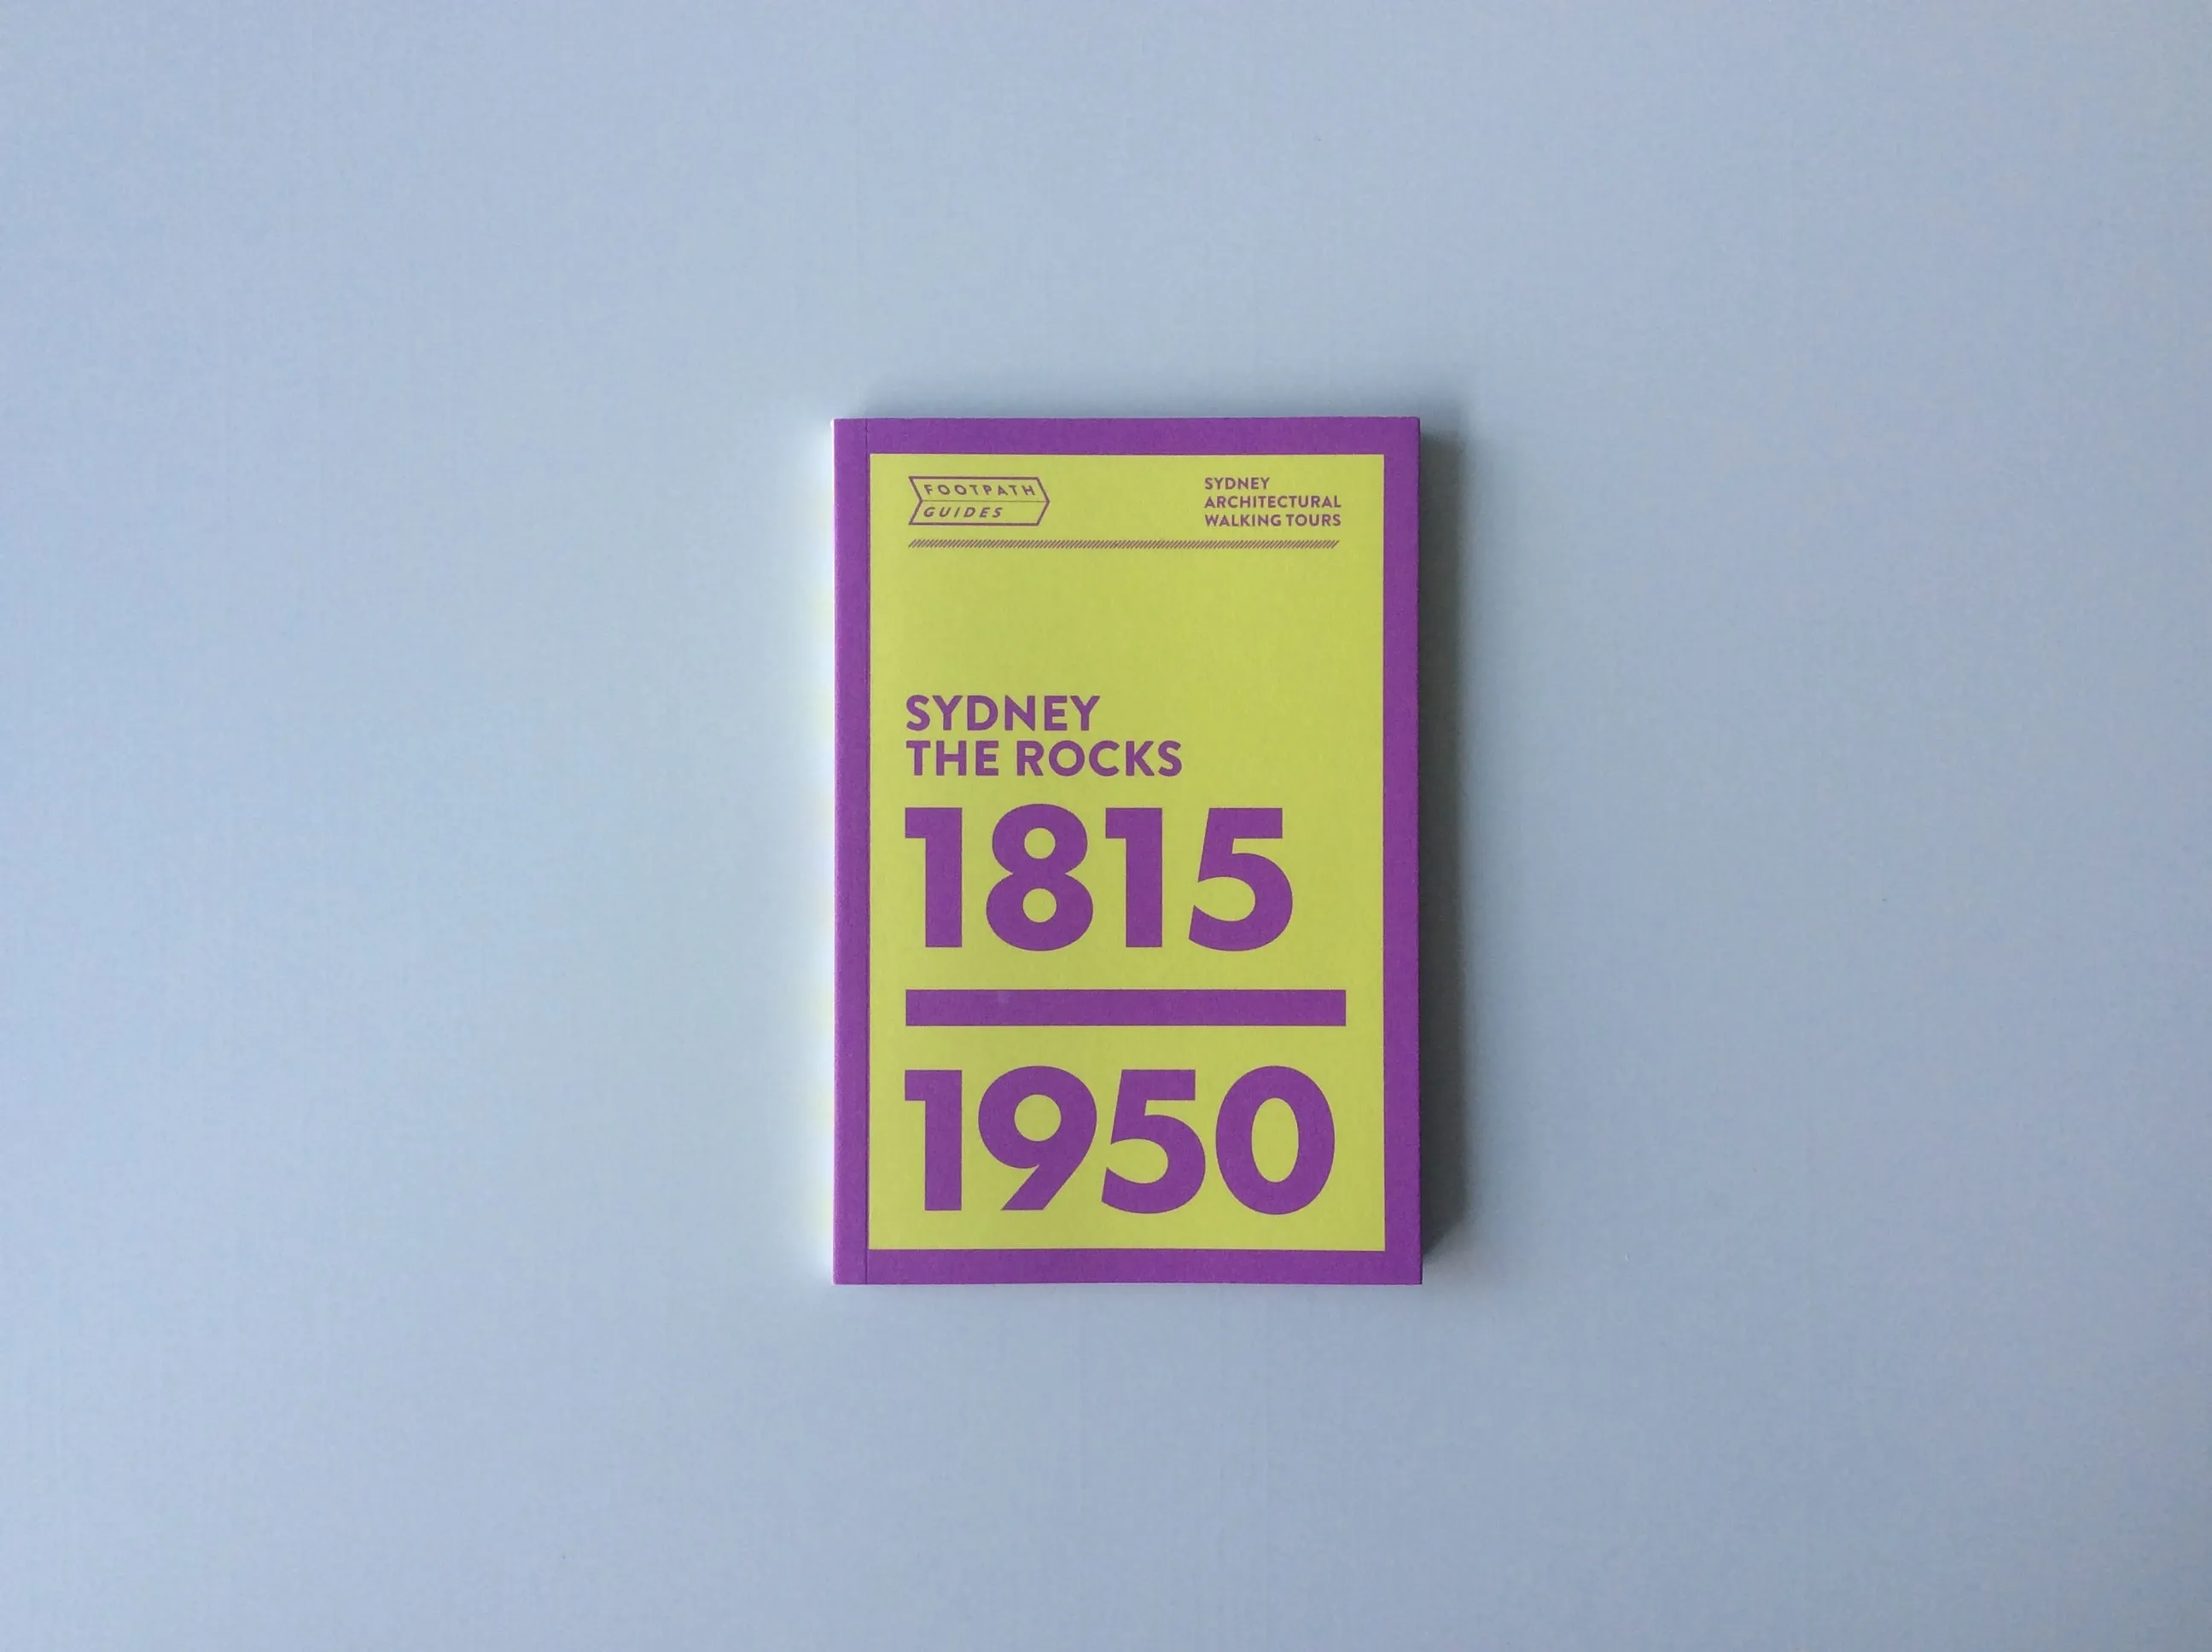 FOOTPATH
GUIDES
SYDNEY
ARCHITECTURAL
WALKING TOURS
SYDNEY
THE ROCKS
1815
1950